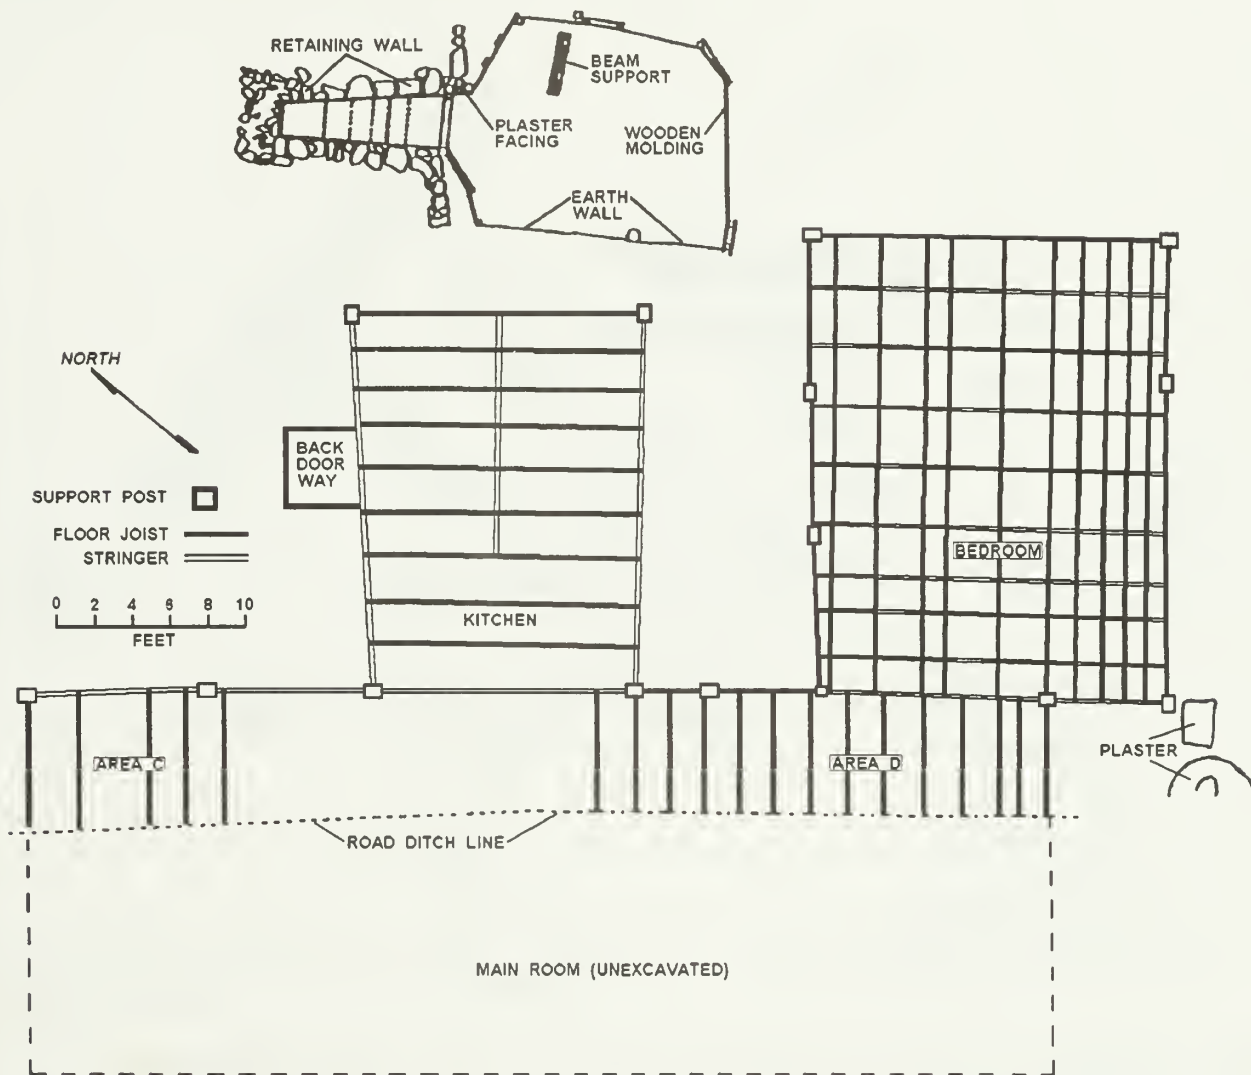 RETAINING WALL
BEAM
SUPPORT
PLASTER
FACING
WOODEN
MOLDING
EARTH
WALL
NORTH
BACK
DOOR
WAY
SUPPORT POST
FLOOR JOIST
STRINGER
0 2 4 6 8 10
FEET
KITCHEN
BEDROOM
AREA C
AREA D
PLASTER
ROAD DITCH LINE
MAIN ROOM (UNEXCAVATED)